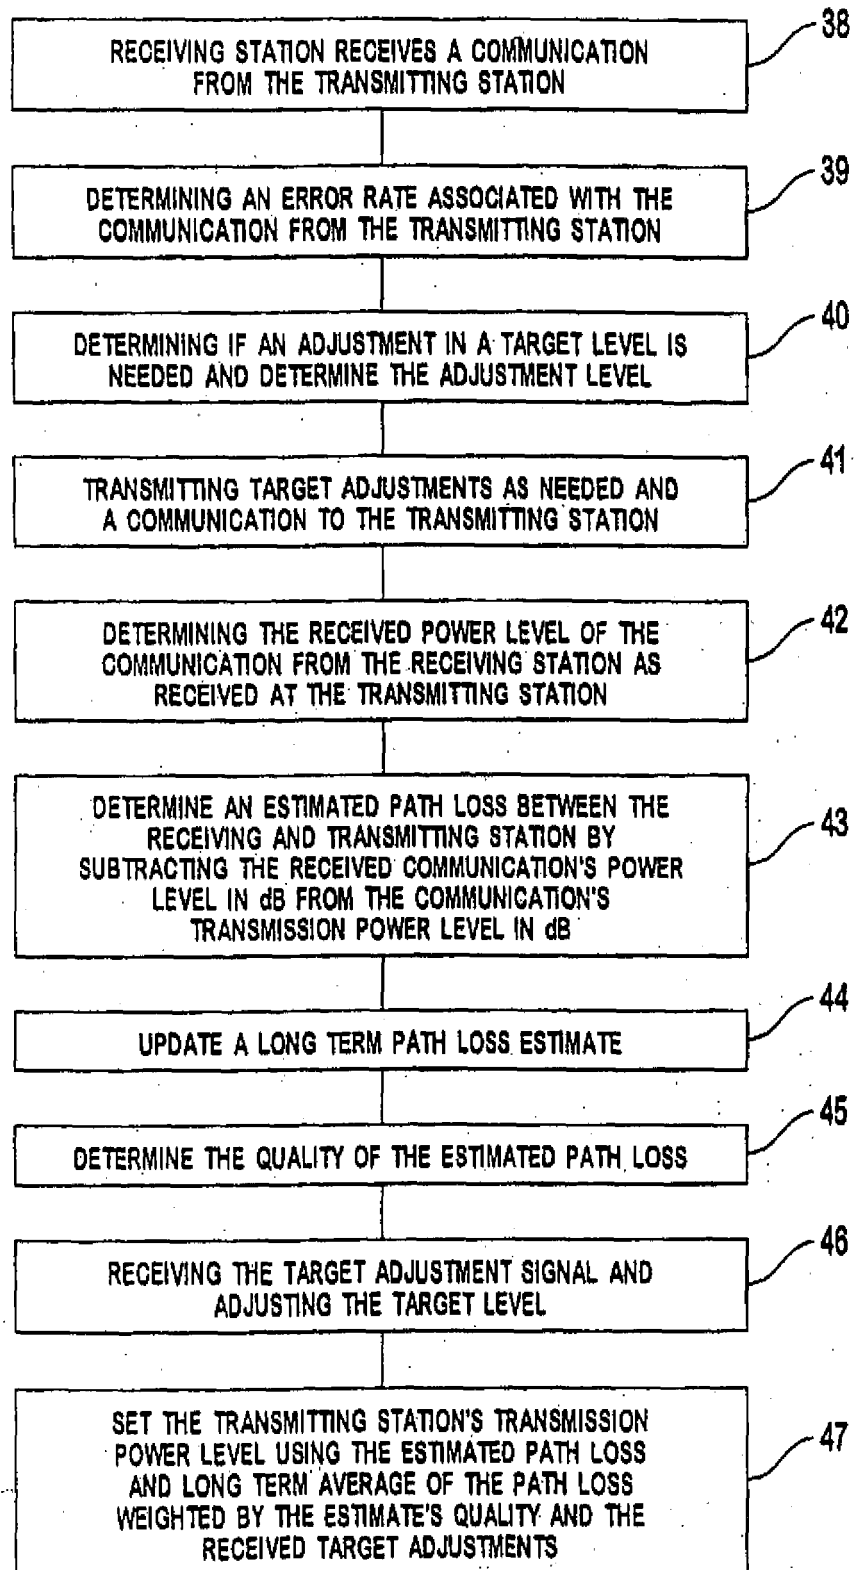 RECEIVING STATION RECEIVES A COMMUNICATION
FROM THE TRANSMITTING STATION
38
DETERMINING AN ERROR RATE ASSOCIATED WITH THE
COMMUNICATION FROM THE TRANSMITTING STATION
39
DETERMINING IF AN ADJUSTMENT IN A TARGET LEVEL IS
NEEDED AND DETERMINE THE ADJUSTMENT LEVEL
40
TRANSMITTING TARGET ADJUSTMENTS AS NEEDED AND
A COMMUNICATION TO THE TRANSMITTING STATION
41
DETERMINING THE RECEIVED POWER LEVEL OF THE
COMMUNICATION FROM THE RECEIVING STATION AS
RECEIVED AT THE TRANSMITTING STATION
42
DETERMINE AN ESTIMATED PATH LOSS BETWEEN THE
RECEIVING AND TRANSMITTING STATION BY
SUBTRACTING THE RECEIVED COMMUNICATION'S POWER
LEVEL IN dB FROM THE COMMUNICATION'S
TRANSMISSION POWER LEVEL IN dB
43
UPDATE A LONG TERM PATH LOSS ESTIMATE
44
DETERMINE THE QUALITY OF THE ESTIMATED PATH LOSS
45
RECEIVING THE TARGET ADJUSTMENT SIGNAL AND
ADJUSTING THE TARGET LEVEL
46
SET THE TRANSMITTING STATION'S TRANSMISSION
POWER LEVEL USING THE ESTIMATED PATH LOSS
AND LONG TERM AVERAGE OF THE PATH LOSS
WEIGHTED BY THE ESTIMATE'S QUALITY AND THE
RECEIVED TARGET ADJUSTMENTS
47